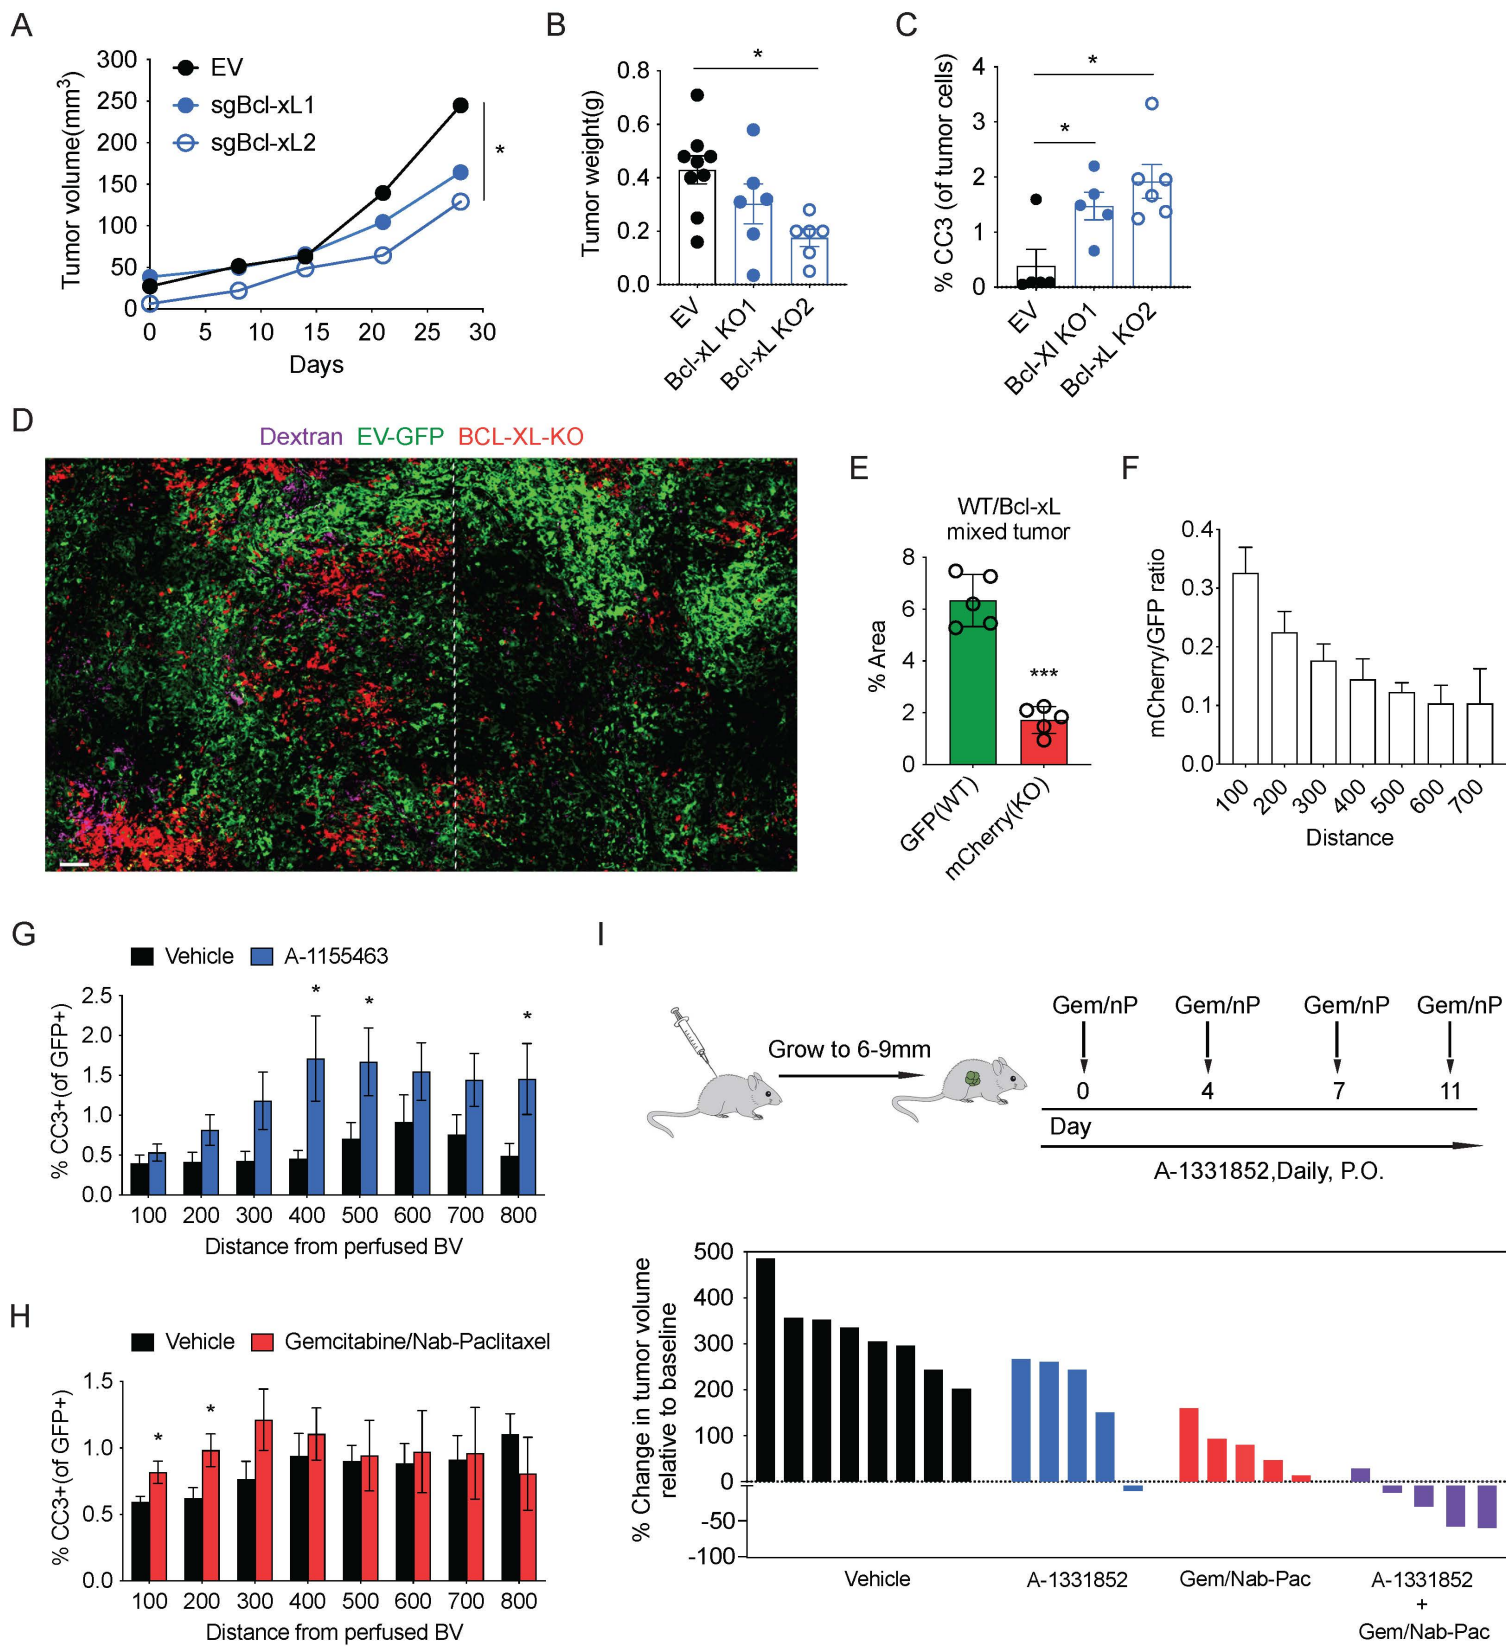 A
Tumor volume(mm3)
300
250
200
150
100
50
0
EV
sgBcl-xL1
sgBcl-xL2
*
0 5 10 15 20 25 30
Days
B
Tumor weight(g)
0.8
0.6
0.4
0.2
0.0
*
EV
Bcl-xL KO1
Bcl-xL KO2
C
% CC3 (of tumor cells)
4
3
2
1
0
*
*
EV
Bcl-Xl KO1
Bcl-xL KO2
D
Dextran EV-GFP BCL-XL-KO
E
WT/Bcl-xL
mixed tumor
% Area
8
6
4
2
0
***
GFP(WT)
mCherry(KO)
F
mCherry/GFP ratio
0.4
0.3
0.2
0.1
0.0
100 200 300 400 500 600 700
Distance
G
Vehicle A-1155463
% CC3+(of GFP+)
2.5
2.0
1.5
1.0
0.5
0.0
* * *
100 200 300 400 500 600 700 800
Distance from perfused BV
H
Vehicle Gemcitabine/Nab-Paclitaxel
% CC3+(of GFP+)
1.5
1.0
0.5
0.0
* *
100 200 300 400 500 600 700 800
Distance from perfused BV
I
Grow to 6-9mm
Gem/nP Gem/nP Gem/nP Gem/nP
0 4 7 11
Day
A-1331852,Daily, P.O.
% Change in tumor volume
relative to baseline
500
400
300
200
100
0
-50
-100
Vehicle
A-1331852
Gem/Nab-Pac
A-1331852
+
Gem/Nab-Pac